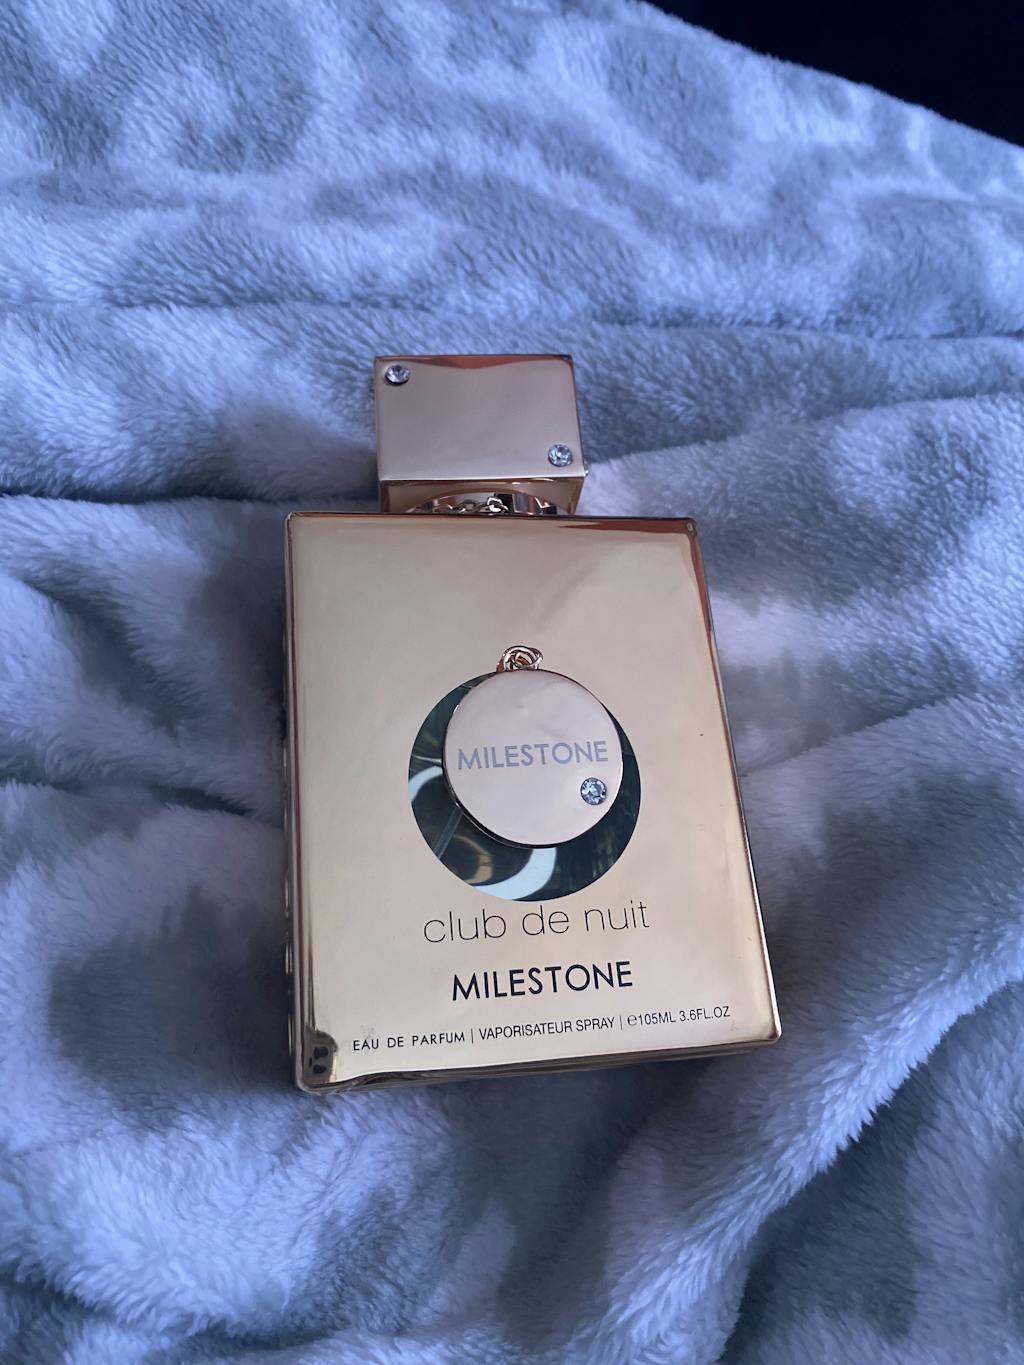 MILESTONE
club de nuit
MILESTONE
EAU DE PARFUM | VAPORISATEUR SPRAY | ℮105ML 3.6FL.OZ